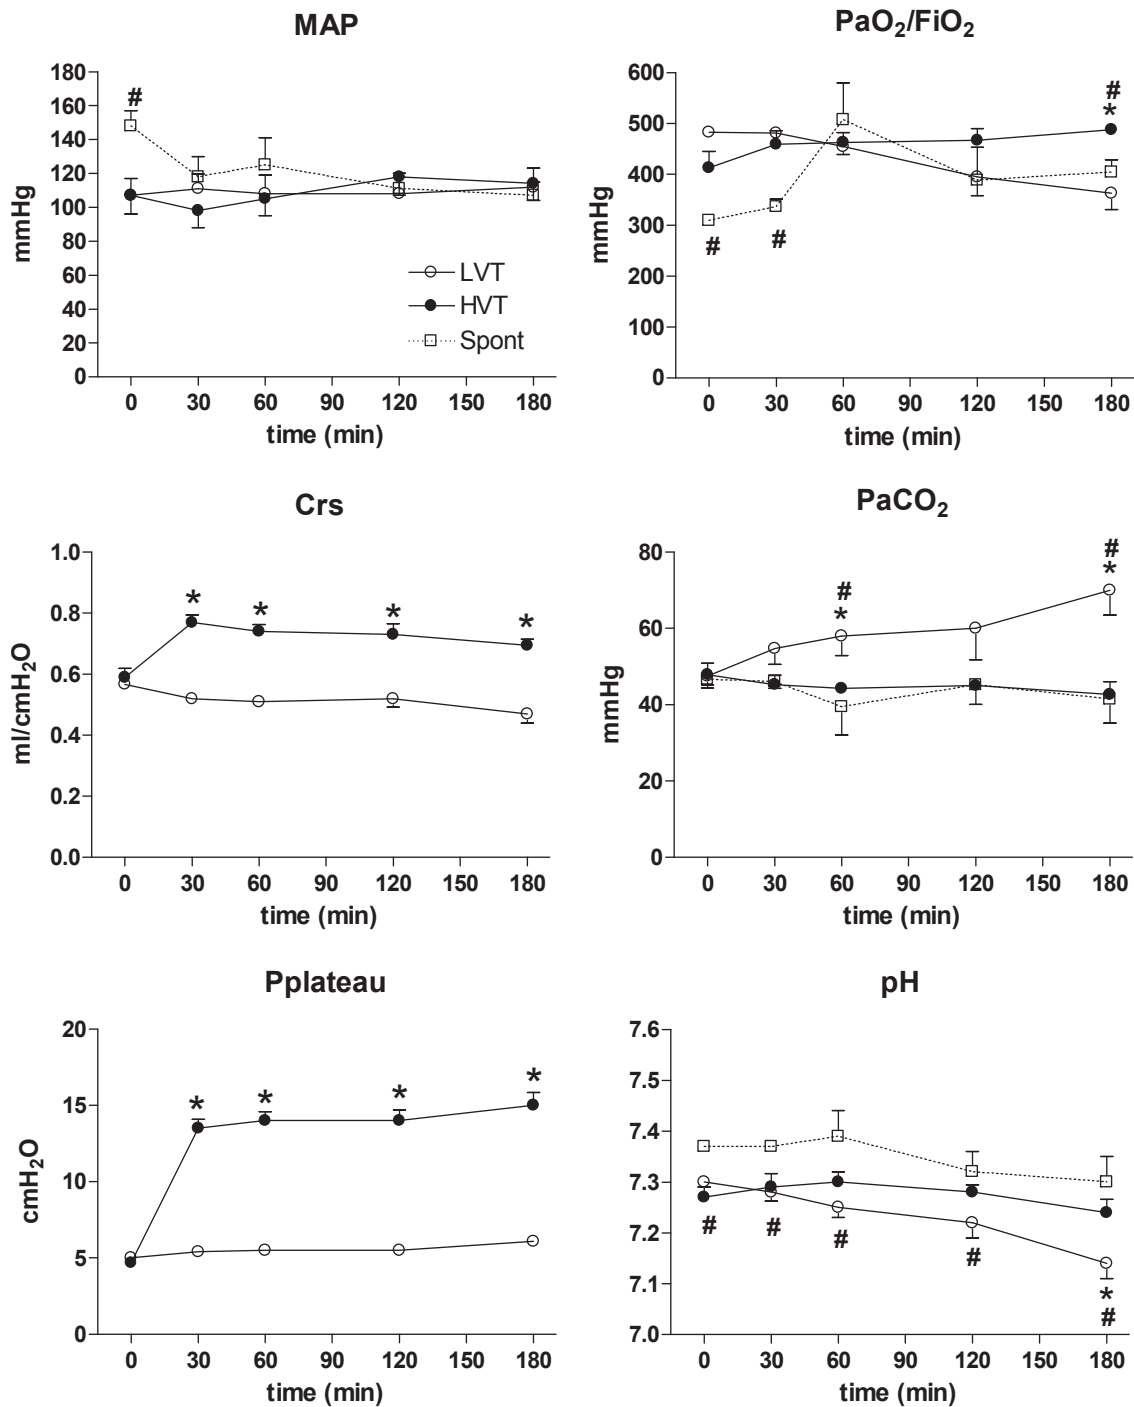 MAP
180
160
140
120
100
80
60
40
20
0
mmHg
#
LVT
HVT
Spont
0 30 60 90 120 150 180
time (min)
PaO₂/FiO₂
600
500
400
300
200
100
0
mmHg
#
*
# #
0 30 60 90 120 150 180
time (min)
Crs
1.0
0.8
0.6
0.4
0.2
0.0
ml/cmH₂O
* * * *
0 30 60 90 120 150 180
time (min)
PaCO₂
80
60
40
20
0
mmHg
# #
* *
0 30 60 90 120 150 180
time (min)
Pplateau
20
15
10
5
0
cmH₂O
* * * *
0 30 60 90 120 150 180
time (min)
pH
7.6
7.5
7.4
7.3
7.2
7.1
7.0
# # # #
*
#
0 30 60 90 120 150 180
time (min)